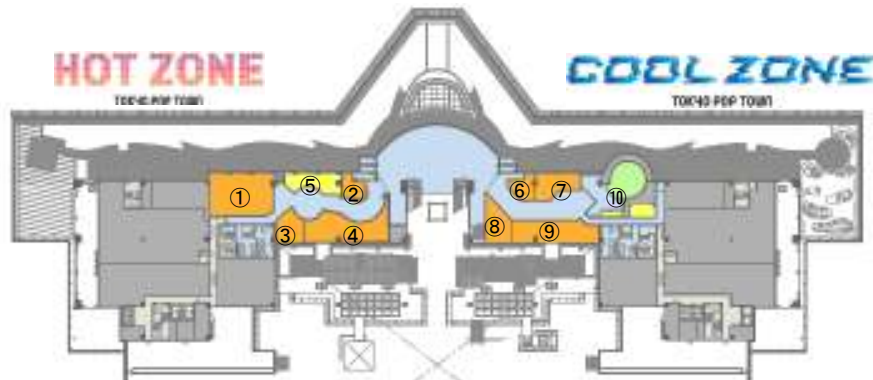 HOT ZONE
TOKYO POP TOWN
COOL ZONE
TOKYO POP TOWN
① ⑤ ② ⑥ ⑦ ⑩
③ ④ ⑧ ⑨